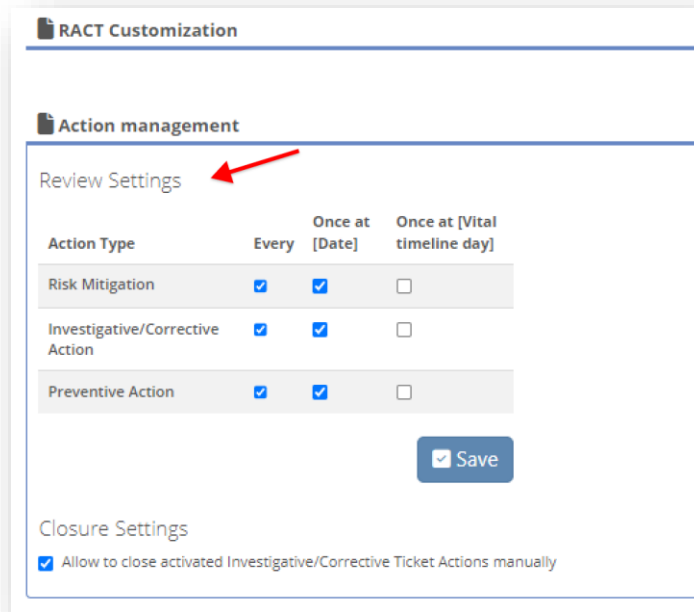 RACT Customization
Action management
Review Settings
Action Type Every Once at [Date] Once at [Vital timeline day]
Risk Mitigation
Investigative/Corrective
Action
Preventive Action
Save
Closure Settings
Allow to close activated Investigative/Corrective Ticket Actions manually